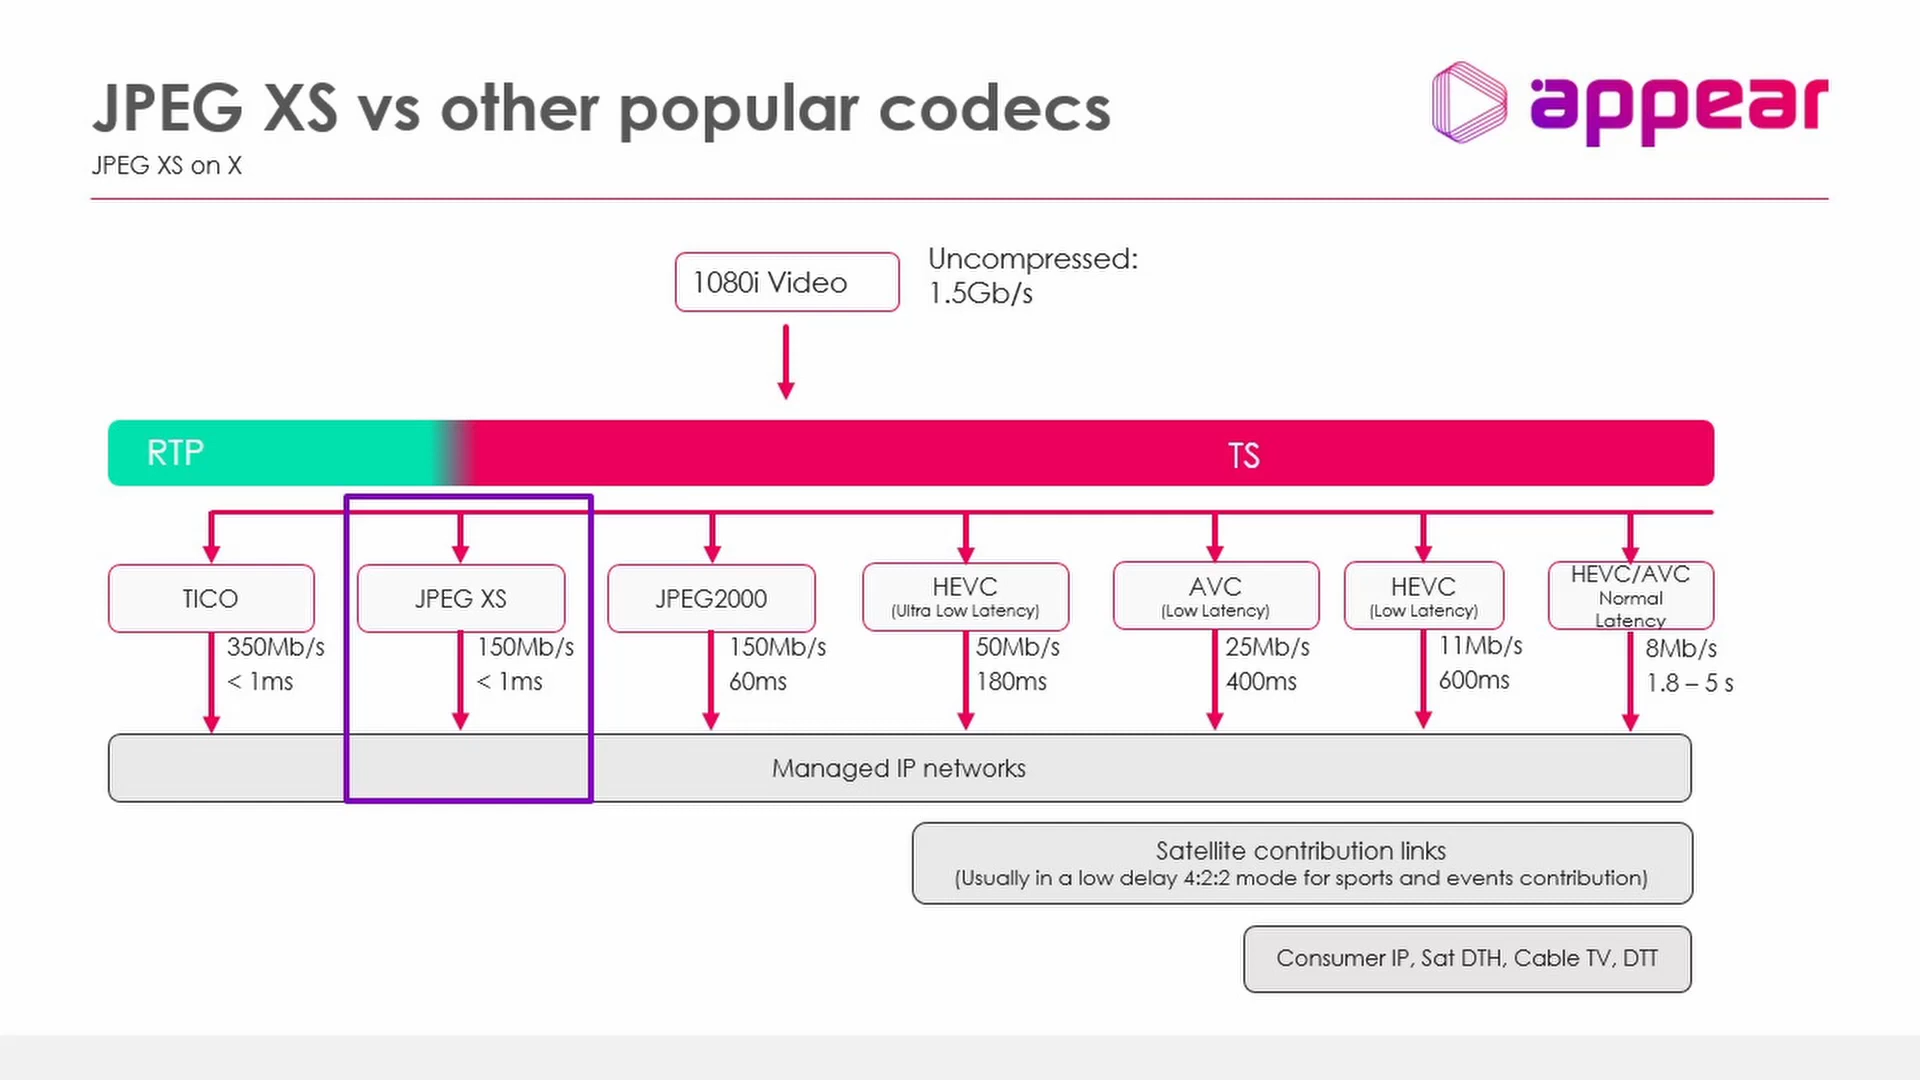 JPEG XS vs other popular codecs
appear
JPEG XS on X
1080i Video
Uncompressed:
1.5Gb/s
RTP
TS
TICO
350Mb/s
< 1ms
JPEG XS
150Mb/s
< 1ms
JPEG2000
150Mb/s
60ms
HEVC
(Ultra Low Latency)
50Mb/s
180ms
AVC
(Low Latency)
25Mb/s
400ms
HEVC
(Low Latency)
11Mb/s
600ms
HEVC/AVC
Normal
Latency
8Mb/s
1.8 – 5 s
Managed IP networks
Satellite contribution links
(Usually in a low delay 4:2:2 mode for sports and events contribution)
Consumer IP, Sat DTH, Cable TV, DTT